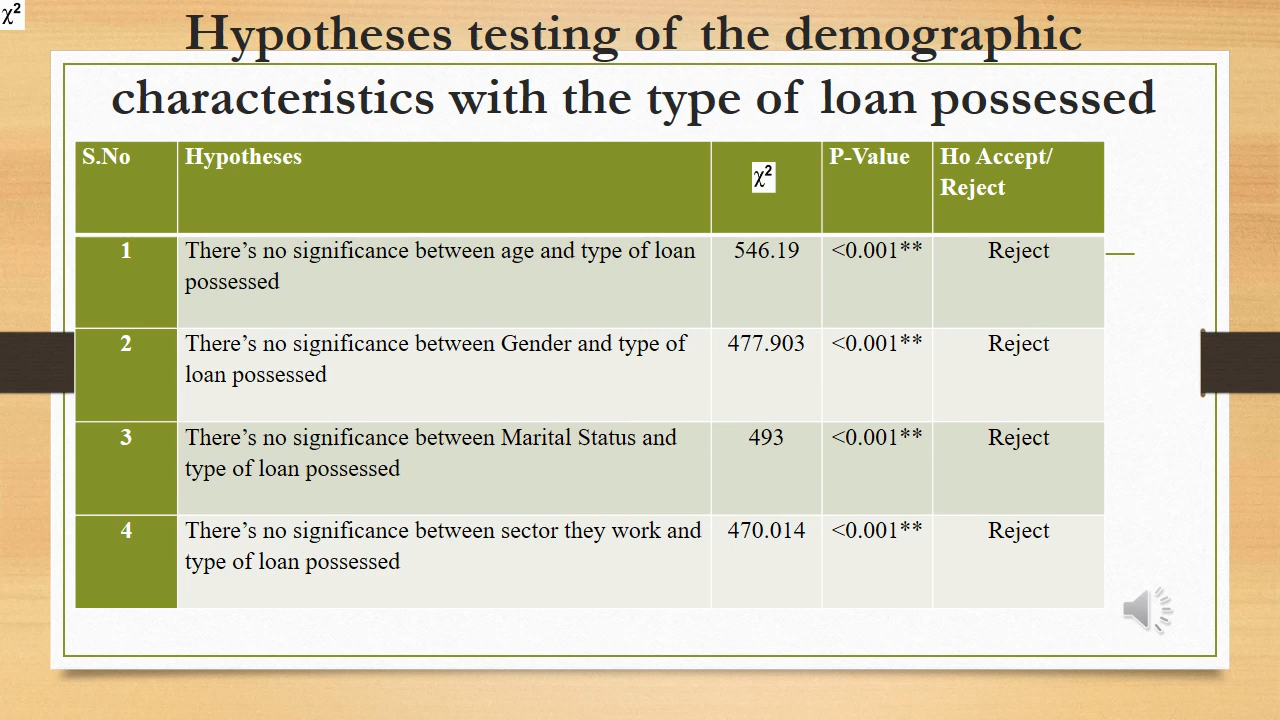 χ²
Hypotheses testing of the demographic
characteristics with the type of loan possessed
S.No
Hypotheses
χ²
P-Value
Ho Accept/
Reject
1
There’s no significance between age and type of loan
possessed
546.19
<0.001**
Reject
2
There’s no significance between Gender and type of
loan possessed
477.903
<0.001**
Reject
3
There’s no significance between Marital Status and
type of loan possessed
493
<0.001**
Reject
4
There’s no significance between sector they work and
type of loan possessed
470.014
<0.001**
Reject